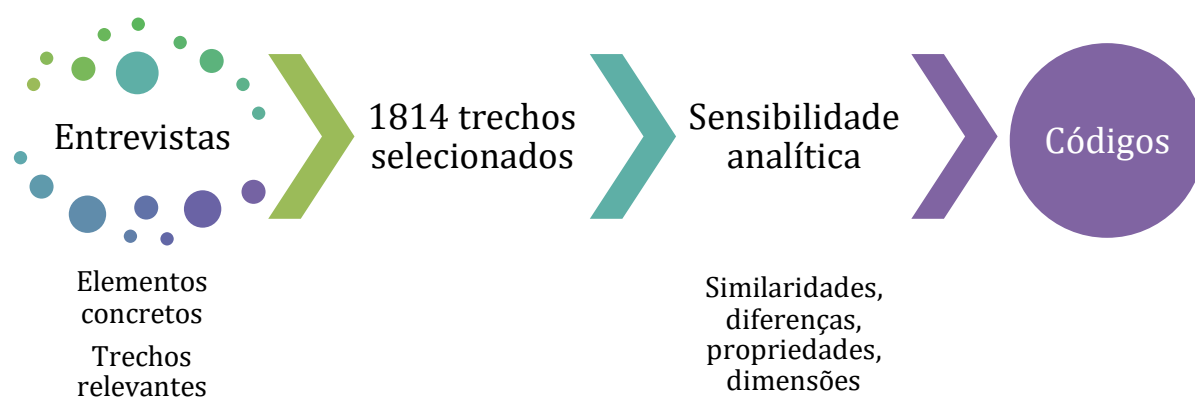 Entrevistas
1814 trechos
selecionados
Sensibilidade
analítica
Códigos
Elementos
concretos
Trechos
relevantes
Similaridades,
diferenças,
propriedades,
dimensões